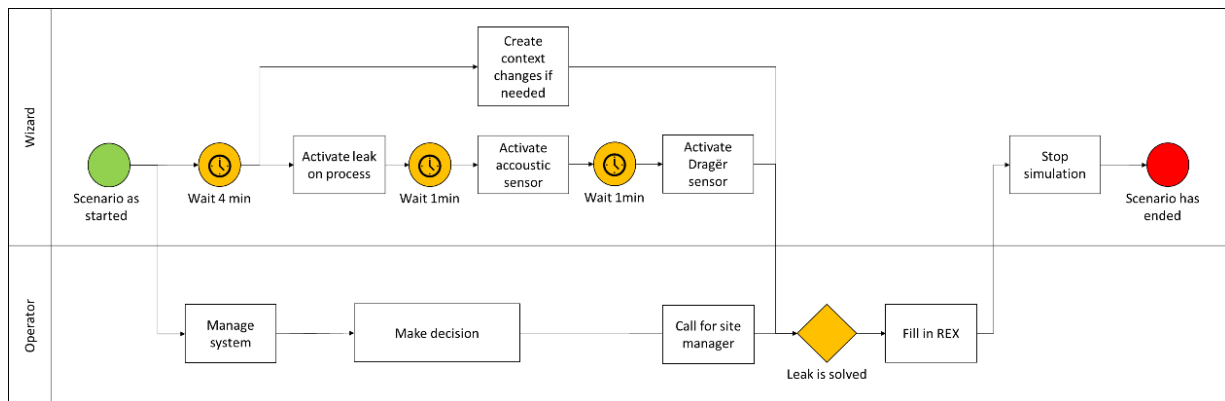 Wizard
Create
context
changes if
needed
Scenario as
started
Wait 4 min
Activate leak
on process
Wait 1min
Activate
accoustic
sensor
Wait 1min
Activate
Dragër
sensor
Stop
simulation
Scenario has
ended
Operator
Manage
system
Make decision
Call for site
manager
Leak is solved
Fill in REX